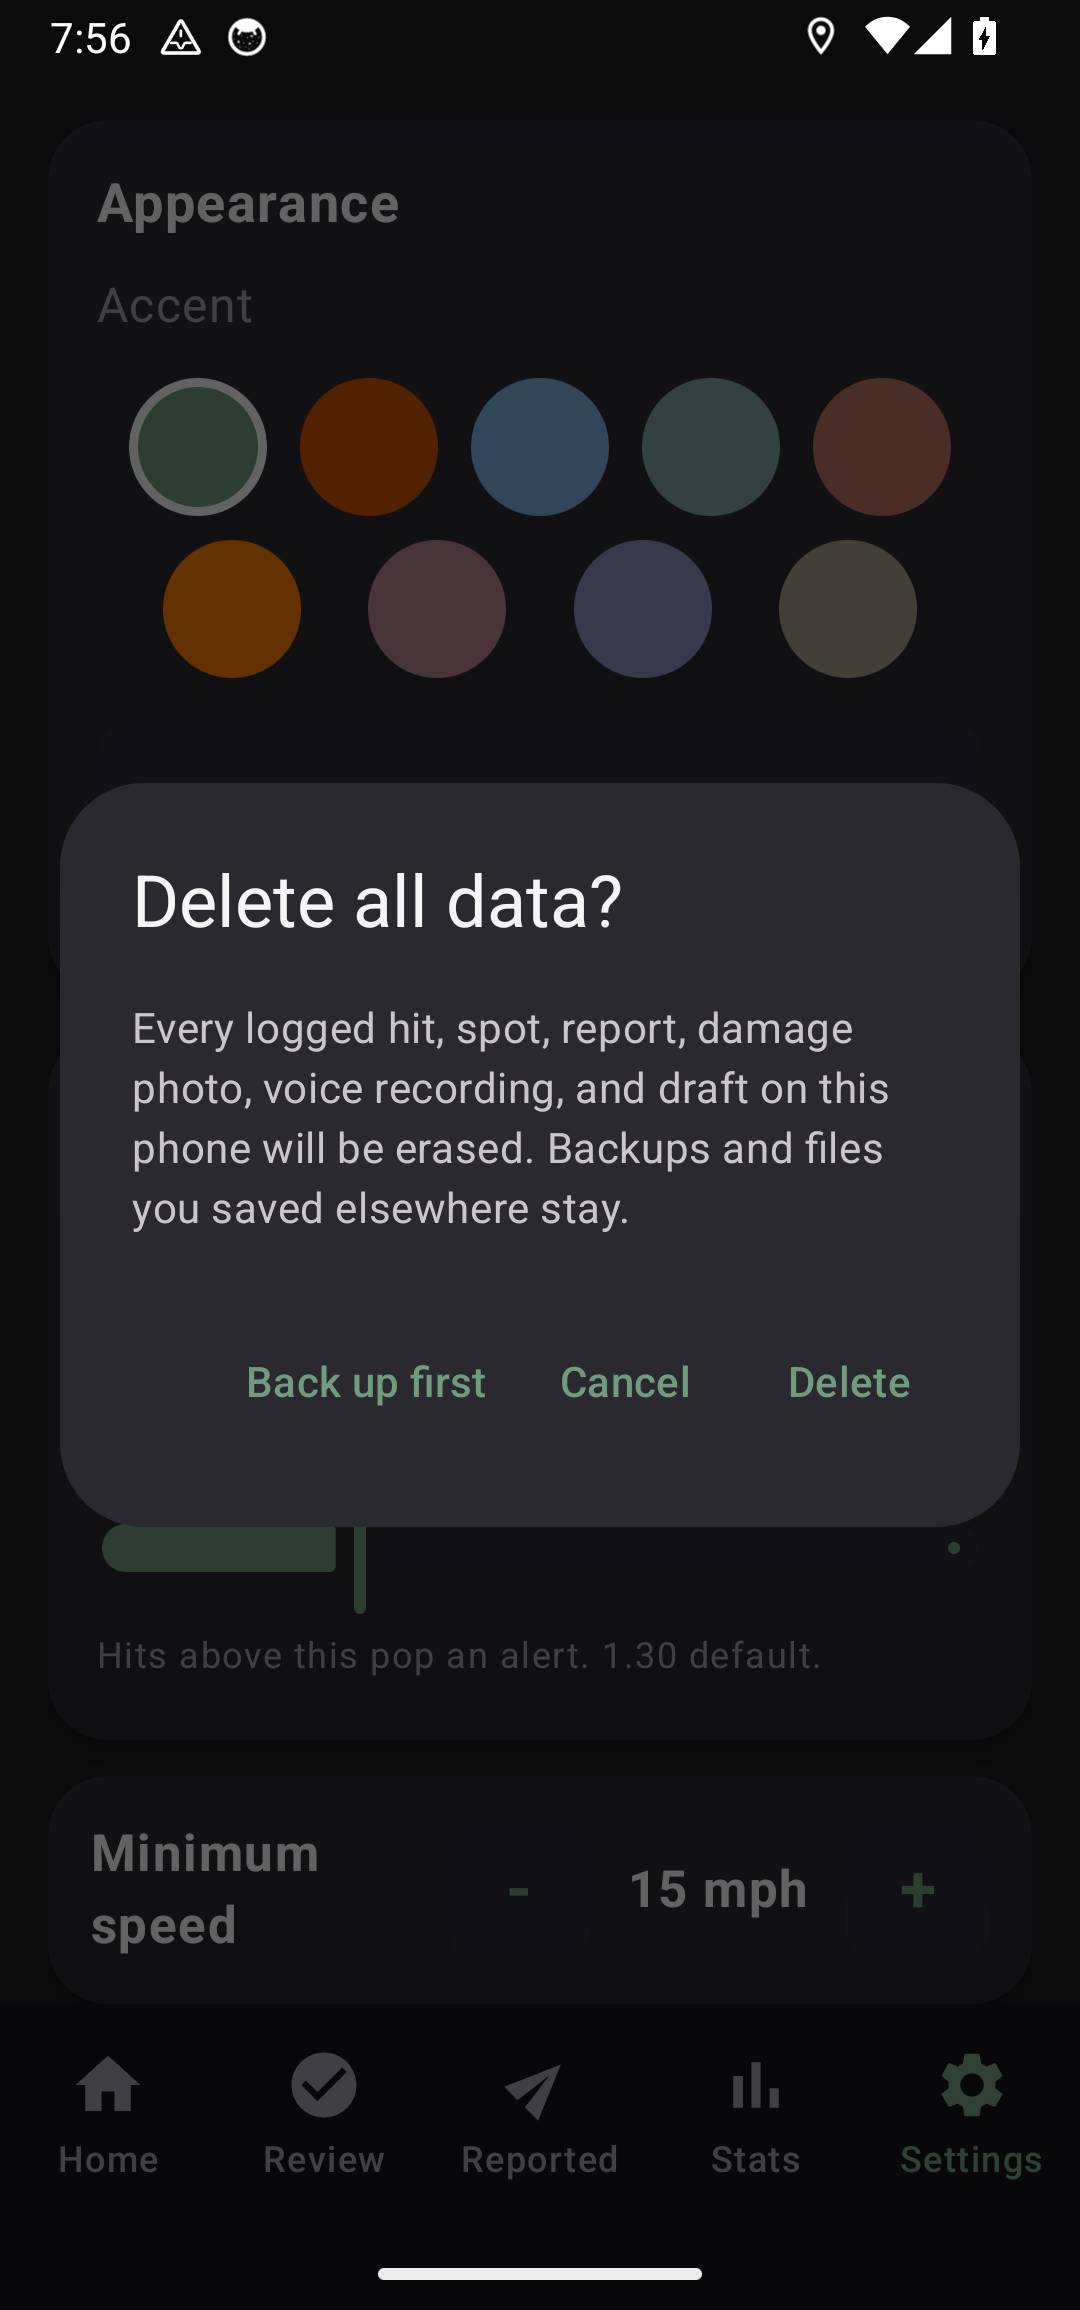 7:56
Appearance
Accent
Delete all data?
Every logged hit, spot, report, damage
photo, voice recording, and draft on this
phone will be erased. Backups and files
you saved elsewhere stay.
Back up first
Cancel
Delete
Hits above this pop an alert. 1.30 default.
Minimum
speed
-
15 mph
+
Home
Review
Reported
Stats
Settings